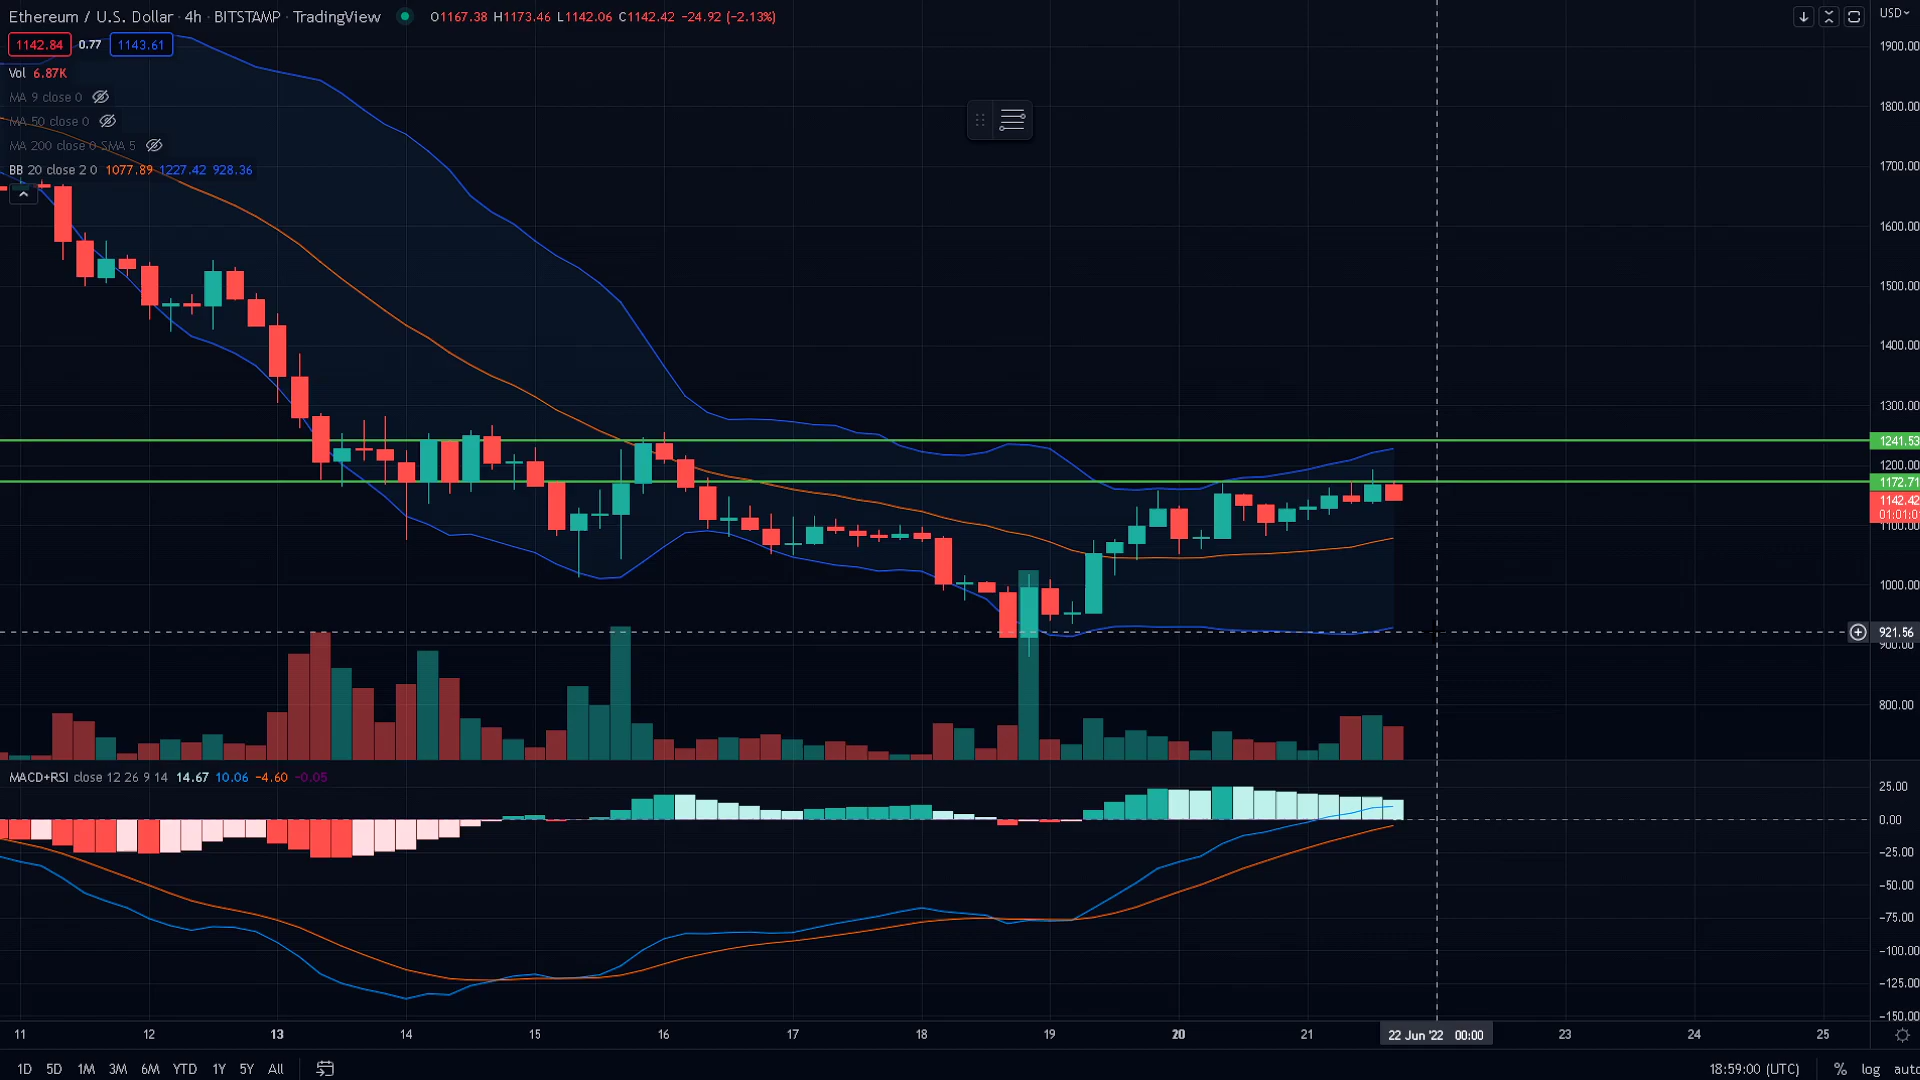 Ethereum / U.S. Dollar · 4h · BITSTAMP · TradingView O1167.38 H1173.46 L1142.06 C1142.42 −24.92 (−2.13%)
USD
1142.84 0.77 1143.61
Vol 6.87K
MA 9 close 0
MA 50 close 0
MA 200 close 0 SMA 5
BB 20 close 2 0 1077.89 1227.42 928.36
1900.00
1800.00
1700.00
1600.00
1500.00
1400.00
1300.00
1241.53
1200.00
1172.71
1142.42
01:01:0
1100.00
1000.00
921.56
900.00
800.00
MACD+RSI close 12 26 9 14 14.67 10.06 −4.60 −0.05
25.00
0.00
−25.00
−50.00
−75.00
−100.00
−125.00
−150.00
11 12 13 14 15 16 17 18 19 20 21 22 Jun '22 00:00 23 24 25
1D 5D 1M 3M 6M YTD 1Y 5Y All 18:59:00 (UTC) % log auto